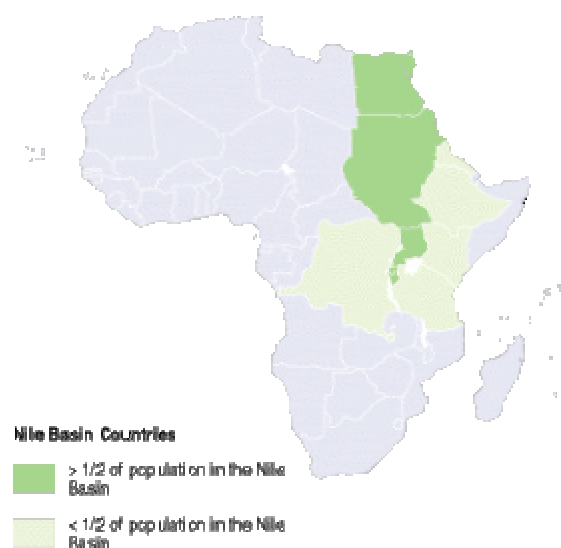 Nile Basin Countries
> 1/2 of population in the Nile
Basin
< 1/2 of population in the Nile
Basin